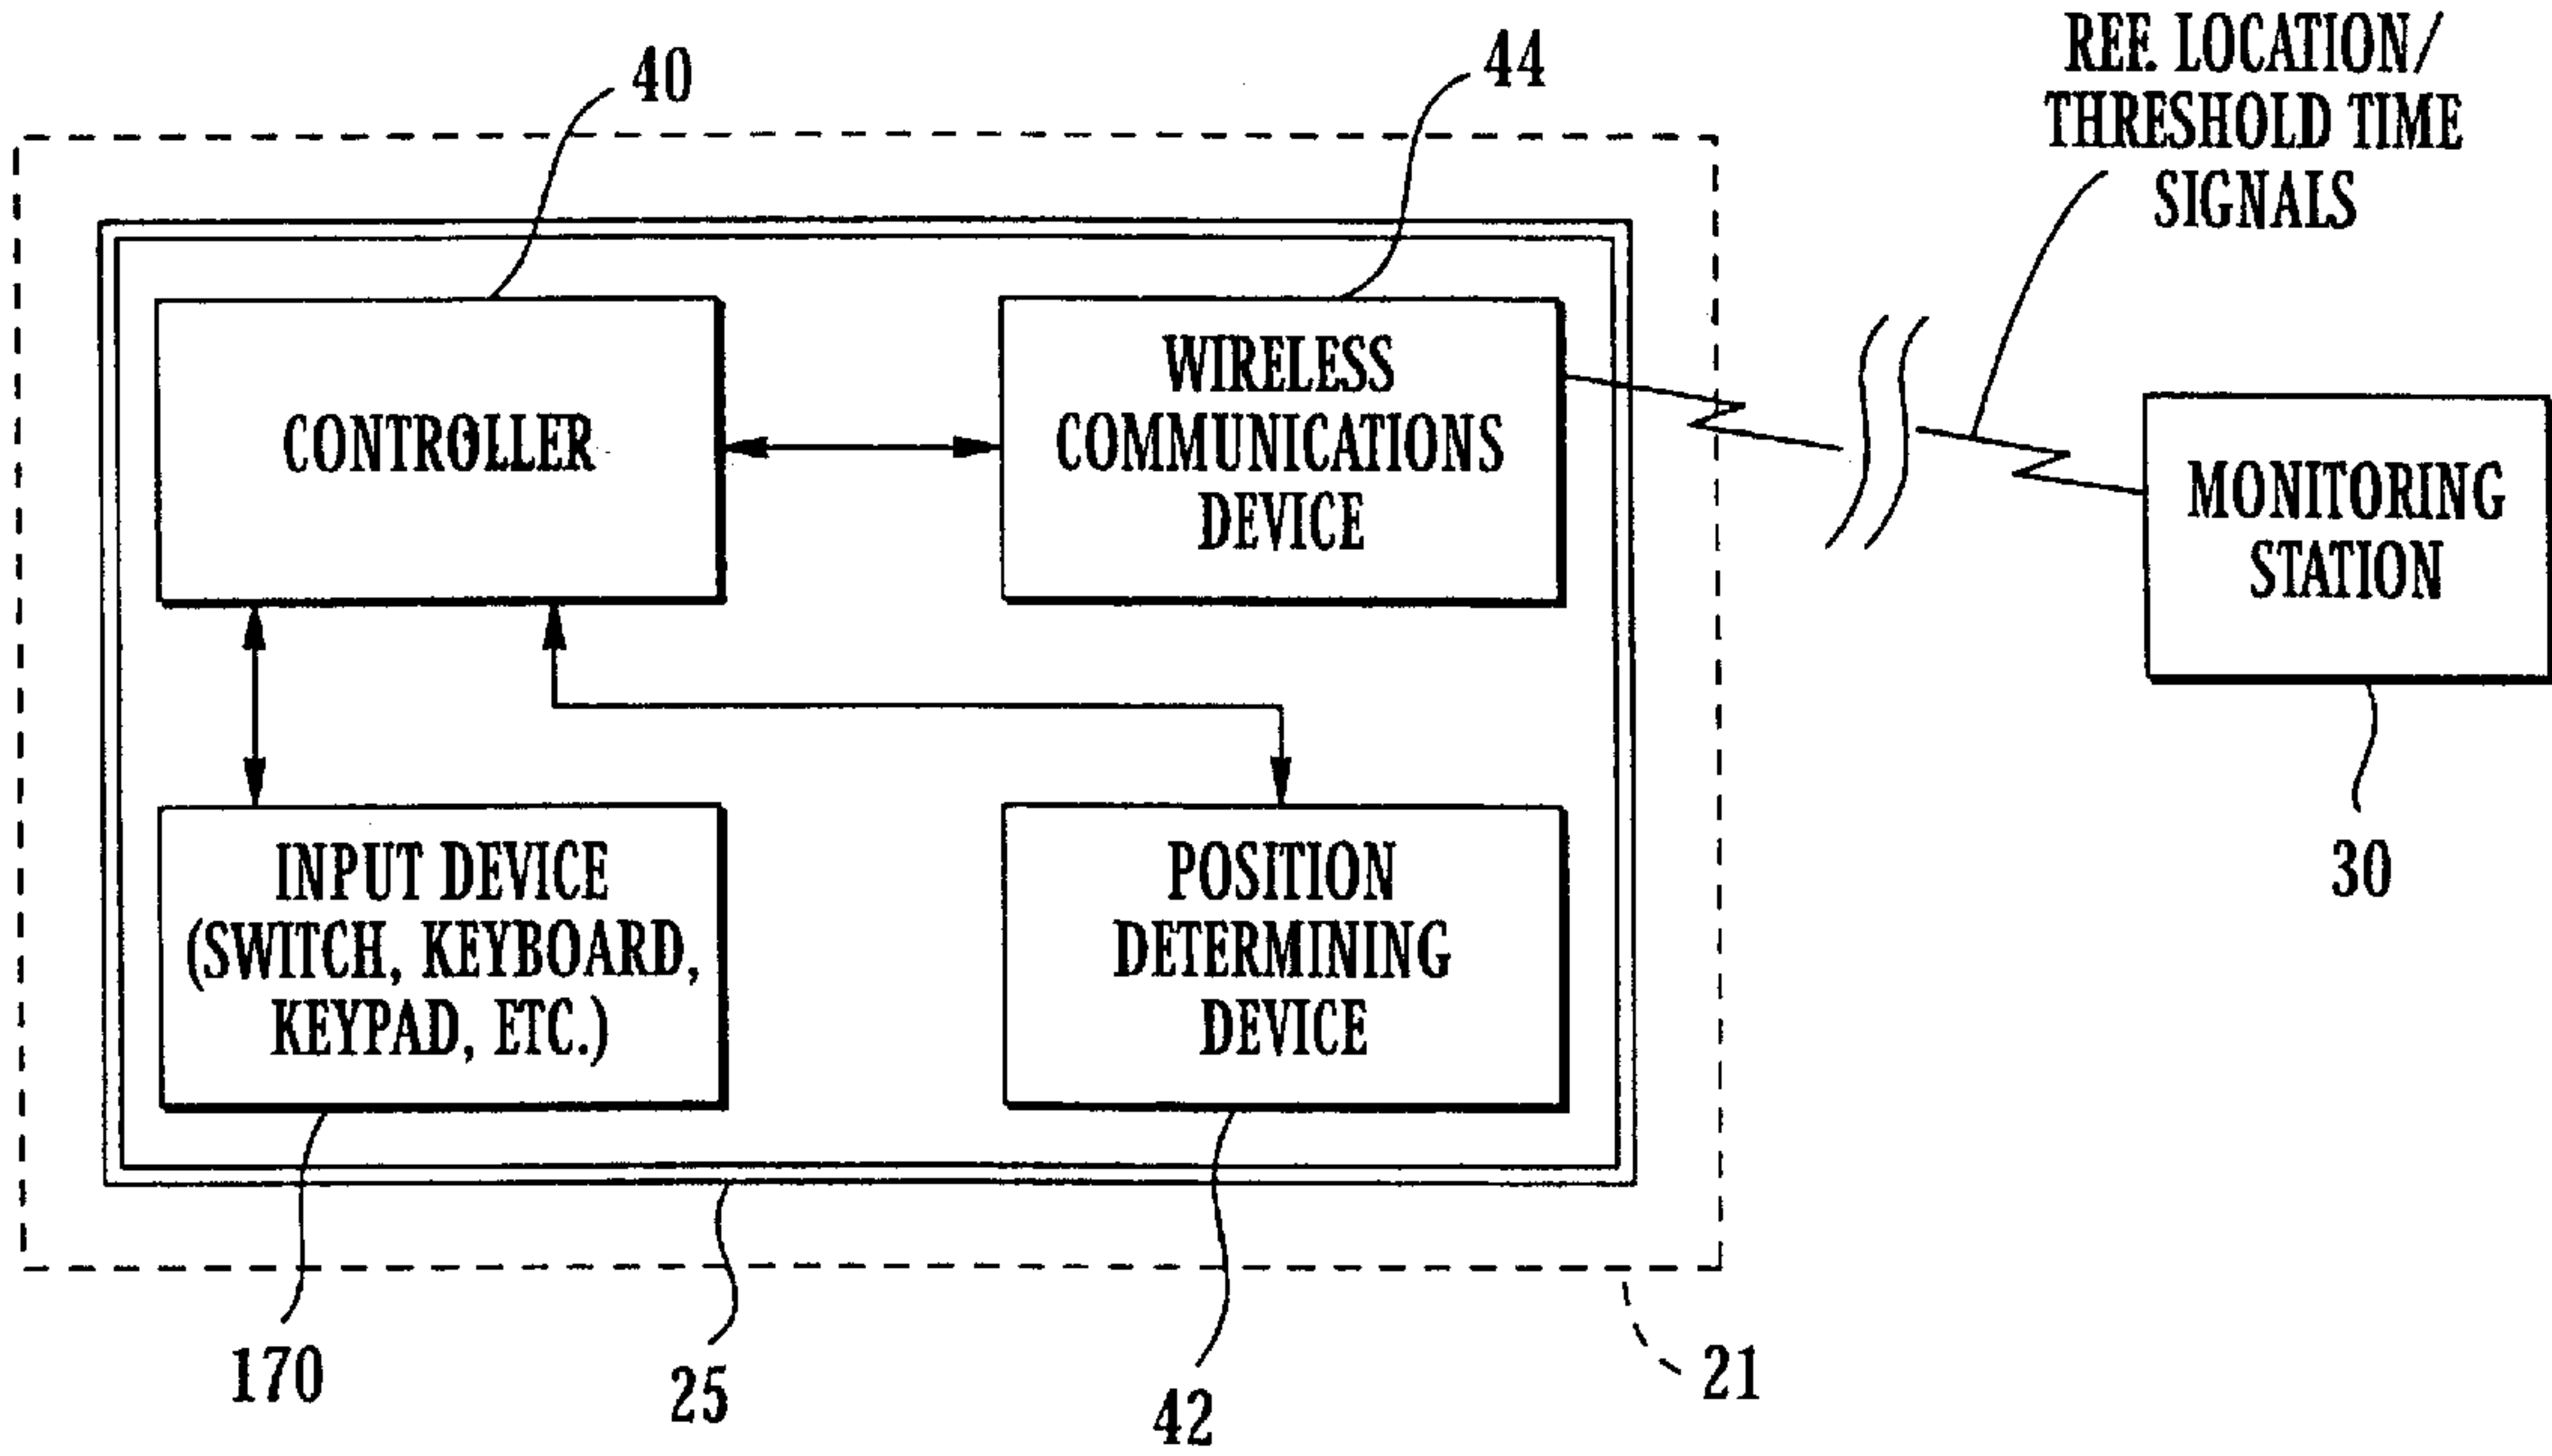 40
44
REF. LOCATION/
THRESHOLD TIME
SIGNALS
CONTROLLER
WIRELESS
COMMUNICATIONS
DEVICE
MONITORING
STATION
30
INPUT DEVICE
(SWITCH, KEYBOARD,
KEYPAD, ETC.)
POSITION
DETERMINING
DEVICE
170
25
42
21